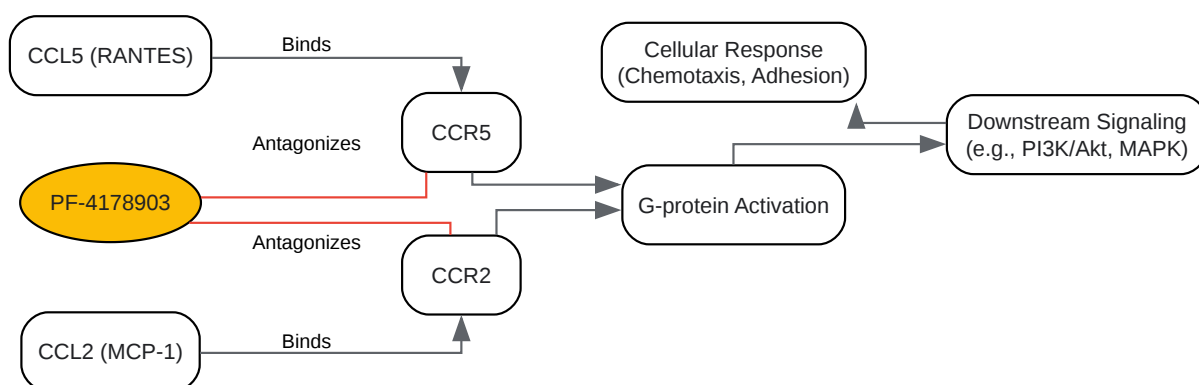 CCL5 (RANTES)
Binds
CCR5
Antagonizes
PF-4178903
Antagonizes
CCR2
CCL2 (MCP-1)
Binds
G-protein Activation
Cellular Response
(Chemotaxis, Adhesion)
Downstream Signaling
(e.g., PI3K/Akt, MAPK)